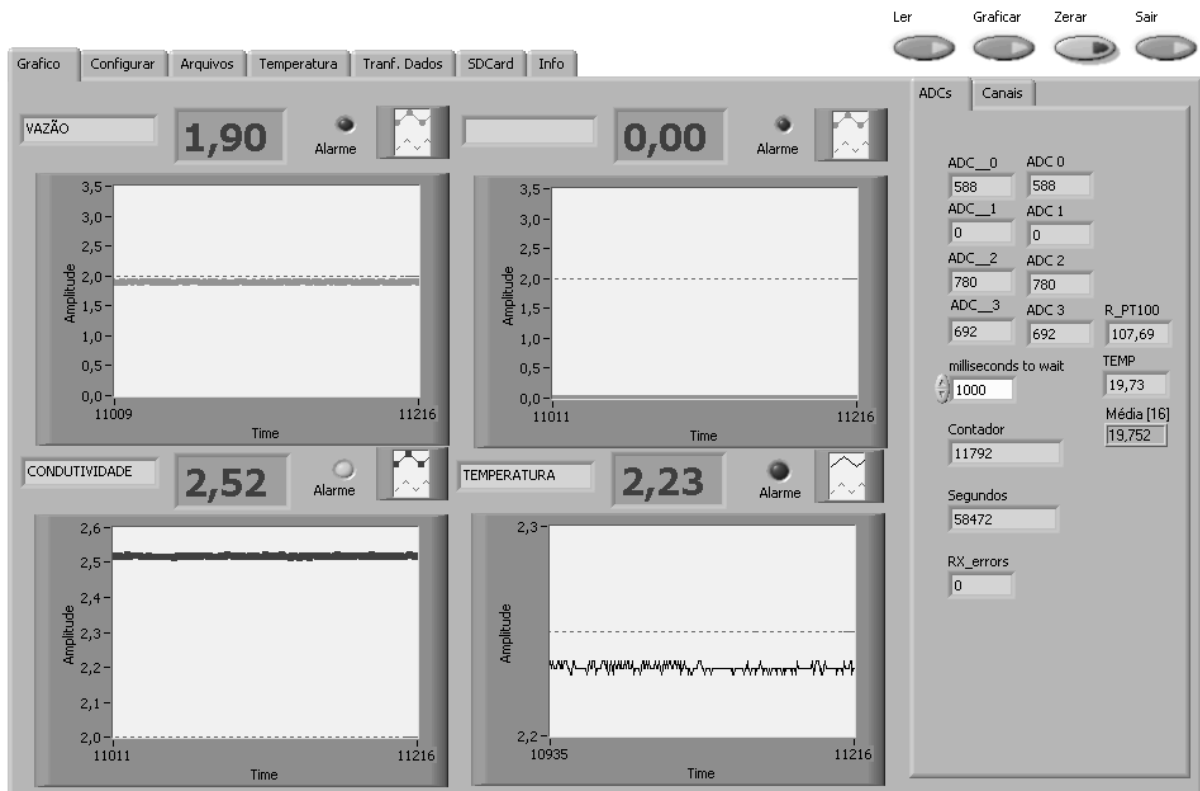 Ler Graficar Zerar Sair
Grafico Configurar Arquivos Temperatura Tranf. Dados SDCard Info
VAZÃO
1,90
Alarme
3,5
3,0
2,5
2,0
1,5
1,0
0,5
0,0
Amplitude
11009 11216
Time
0,00
Alarme
3,5
3,0
2,5
2,0
1,5
1,0
0,5
0,0
Amplitude
11011 11216
Time
CONDUTIVIDADE
2,52
Alarme
2,6
2,5
2,4
2,3
2,2
2,1
2,0
Amplitude
11011 11216
Time
TEMPERATURA
2,23
Alarme
2,3
2,2
Amplitude
10935 11216
Time
ADCs Canais
ADC__0 ADC 0
588 588
ADC__1 ADC 1
0 0
ADC__2 ADC 2
780 780
ADC__3 ADC 3 R_PT100
692 692 107,69
milliseconds to wait TEMP
1000 19,73
Média [16]
19,752
Contador
11792
Segundos
58472
RX_errors
0